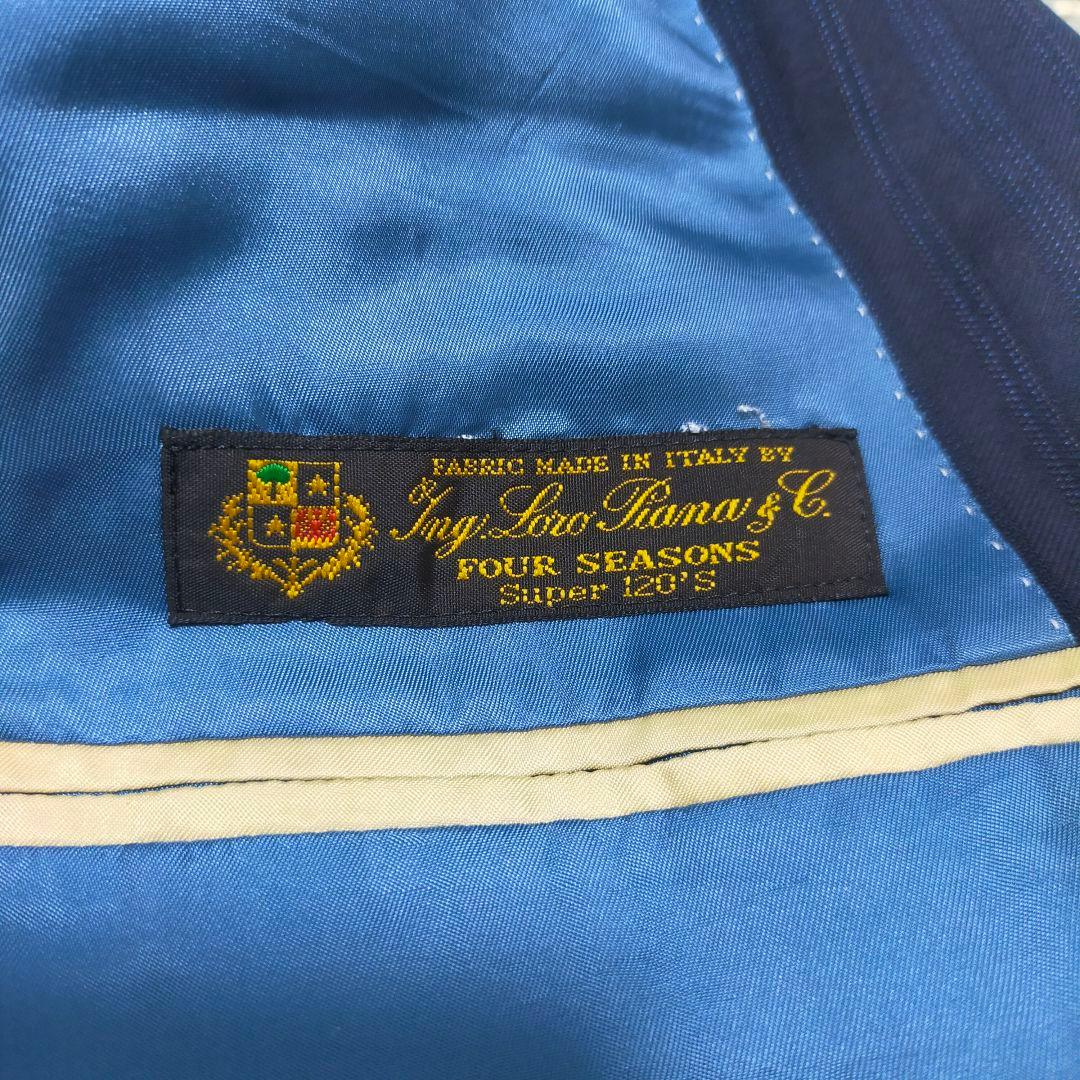 FABRIC MADE IN ITALY BY
Ing. Loro Piana & C.
FOUR SEASONS
Super 120'S